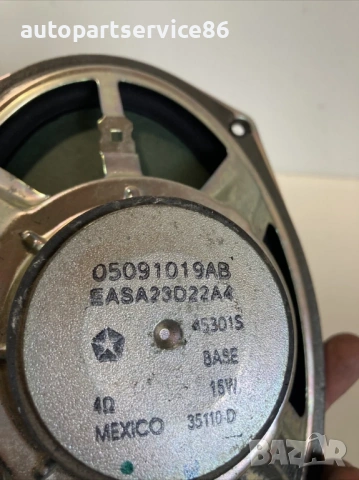 autopartservice86
05091019AB
EASA23D22A4
45301S
BASE
4Ω 15W
MEXICO 35110-D
BAZAR